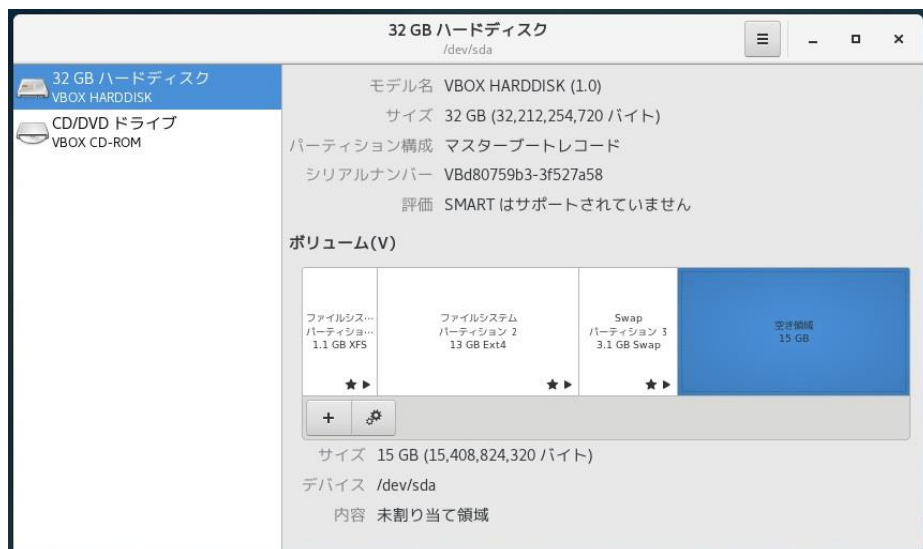 32 GB ハードディスク
/dev/sda
32 GB ハードディスク
VBOX HARDDISK
CD/DVD ドライブ
VBOX CD-ROM
モデル名 VBOX HARDDISK (1.0)
サイズ 32 GB (32,212,254,720 バイト)
パーティション構成 マスターブートレコード
シリアルナンバー VBd80759b3-3f527a58
評価 SMART はサポートされていません
ボリューム(V)
ファイルシス…
パーティショ…
1.1 GB XFS
ファイルシステム
パーティション 2
13 GB Ext4
Swap
パーティション 3
3.1 GB Swap
空き領域
15 GB
サイズ 15 GB (15,408,824,320 バイト)
デバイス /dev/sda
内容 未割り当て領域